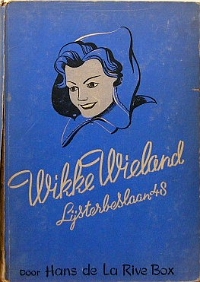 Wikke Wieland
Lijsterbeslaan 48
Door Hans de La Rive Box